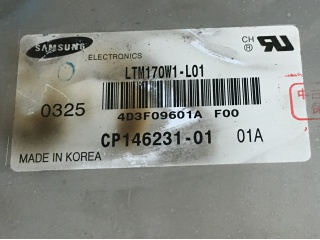 SAMSUNG
ELECTRONICS
CH
LTM170W1-L01
0325
4D3F09601A F00
CP146231-01 01A
MADE IN KOREA